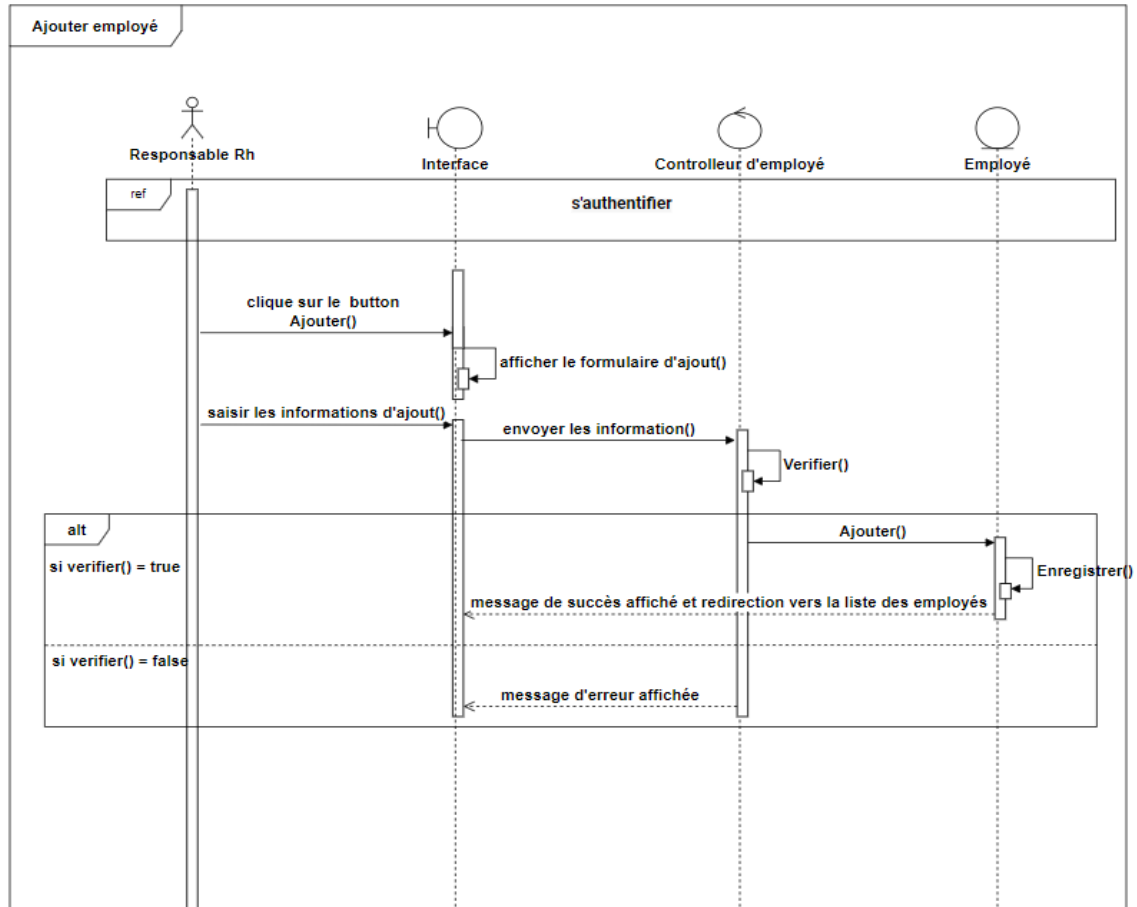 Ajouter employé
Responsable Rh
Interface
Controlleur d'employé
Employé
ref
s'authentifier
clique sur le button
Ajouter()
afficher le formulaire d'ajout()
saisir les informations d'ajout()
envoyer les information()
Verifier()
alt
Ajouter()
si verifier() = true
Enregistrer()
message de succès affiché et redirection vers la liste des employés
si verifier() = false
message d'erreur affichée